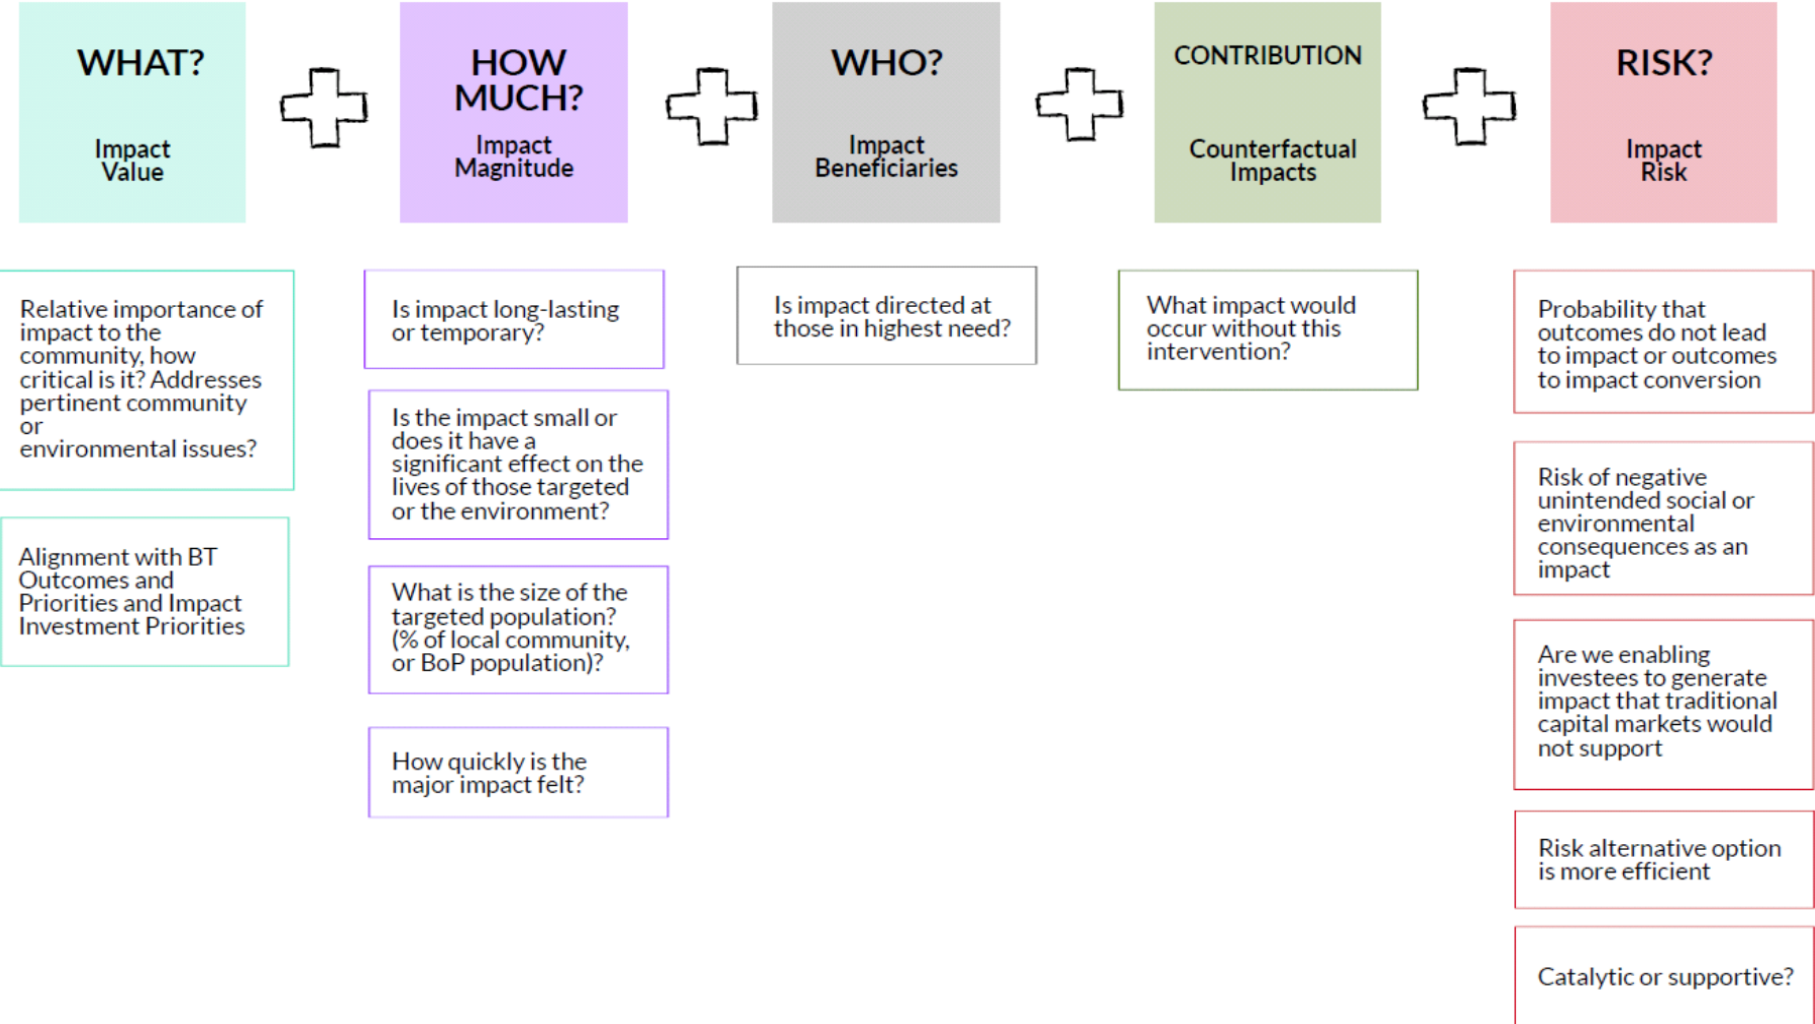 WHAT?
Impact
Value
HOW
MUCH?
Impact
Magnitude
WHO?
Impact
Beneficiaries
CONTRIBUTION
Counterfactual
Impacts
RISK?
Impact
Risk
Relative importance of
impact to the
community, how
critical is it? Addresses
pertinent community
or
environmental issues?
Alignment with BT
Outcomes and
Priorities and Impact
Investment Priorities
Is impact long-lasting
or temporary?
Is the impact small or
does it have a
significant effect on the
lives of those targeted
or the environment?
What is the size of the
targeted population?
(% of local community,
or BoP population)?
How quickly is the
major impact felt?
Is impact directed at
those in highest need?
What impact would
occur without this
intervention?
Probability that
outcomes do not lead
to impact or outcomes
to impact conversion
Risk of negative
unintended social or
environmental
consequences as an
impact
Are we enabling
investees to generate
impact that traditional
capital markets would
not support
Risk alternative option
is more efficient
Catalytic or supportive?